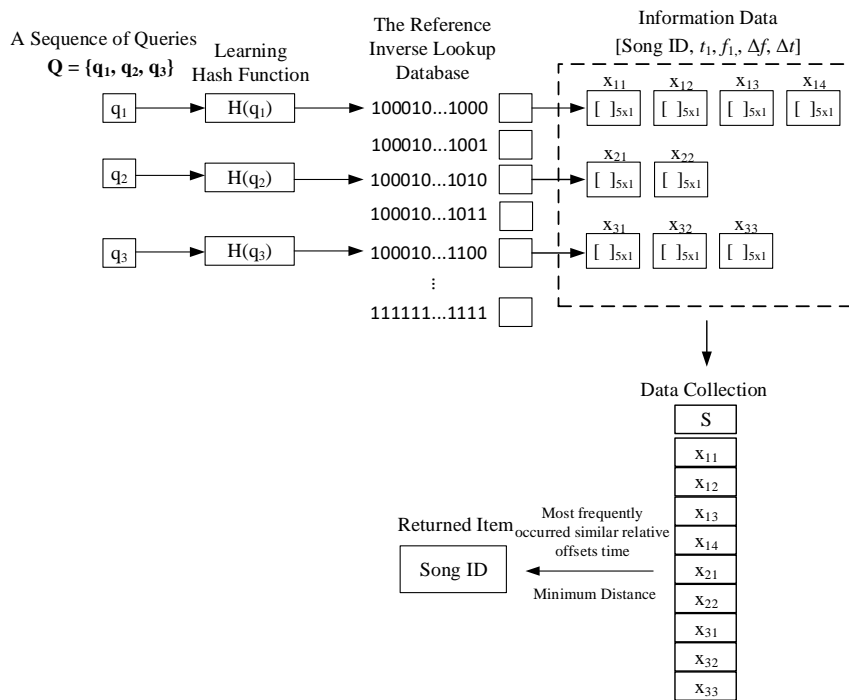 A Sequence of Queries
Q = {q1, q2, q3}
Learning
Hash Function
The Reference
Inverse Lookup
Database
Information Data
[Song ID, t1, f1,, Δf, Δt]
q1
H(q1)
100010...1000
x11
x12
x13
x14
[ ]5x1
[ ]5x1
[ ]5x1
[ ]5x1
100010...1001
q2
H(q2)
100010...1010
x21
x22
[ ]5x1
[ ]5x1
100010...1011
q3
H(q3)
100010...1100
x31
x32
x33
[ ]5x1
[ ]5x1
[ ]5x1
...
111111...1111
Data Collection
S
x11
x12
x13
x14
x21
x22
x31
x32
x33
Most frequently
occurred similar relative
offsets time
Minimum Distance
Returned Item
Song ID